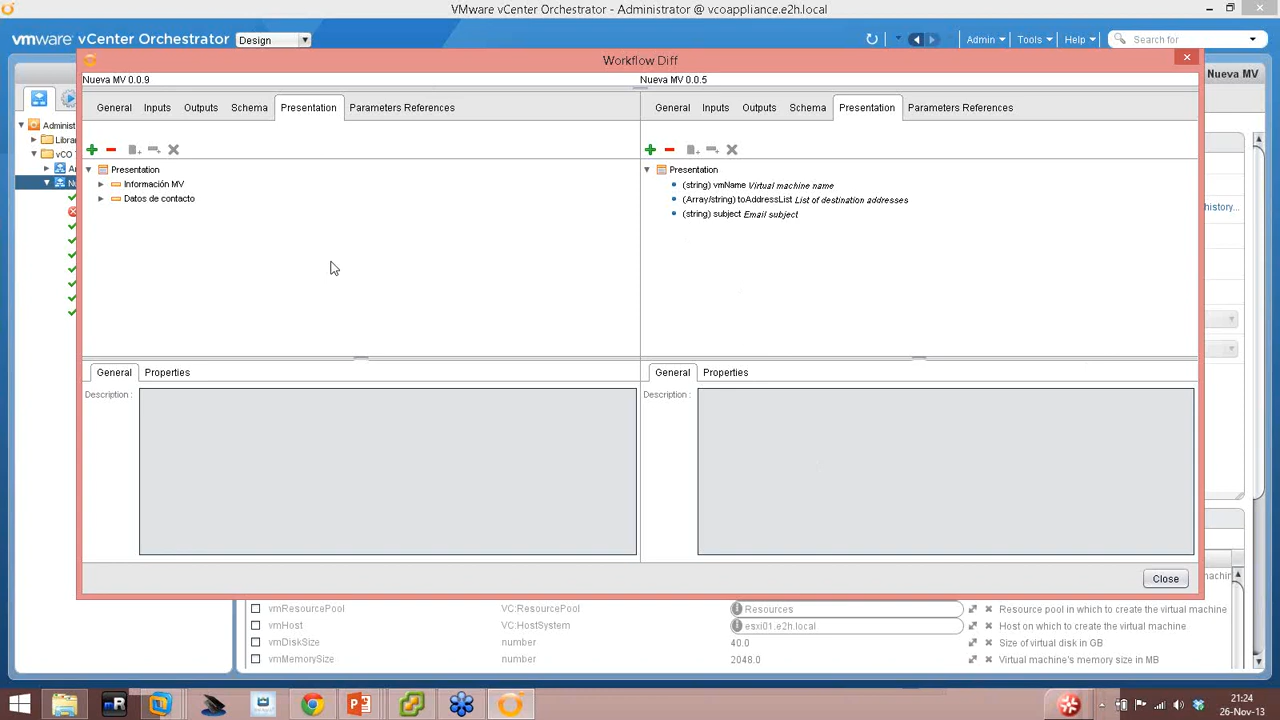 VMware vCenter Orchestrator - Administrator @ vcoappliance.e2h.local
vmware vCenter Orchestrator Design Admin Tools Help Search for
Workflow Diff
Nueva MV 0.0.9 Nueva MV 0.0.5 Nueva MV
General Inputs Outputs Schema Presentation Parameters References General Inputs Outputs Schema Presentation Parameters References
Administ
Librar
vCO
Presentation Presentation
Información MV (string) vmName Virtual machine name
Datos de contacto (Array/string) toAddressList List of destination addresses
history...
(string) subject Email subject
General Properties General Properties
Description : Description :
Close
vmResourcePool VC:ResourcePool Resources Resource pool in which to create the virtual machine
vmHost VC:HostSystem esxi01.e2h.local Host on which to create the virtual machine
vmDiskSize number 40.0 Size of virtual disk in GB
vmMemorySize number 2048.0 Virtual machine's memory size in MB
21:24
26-Nov-13